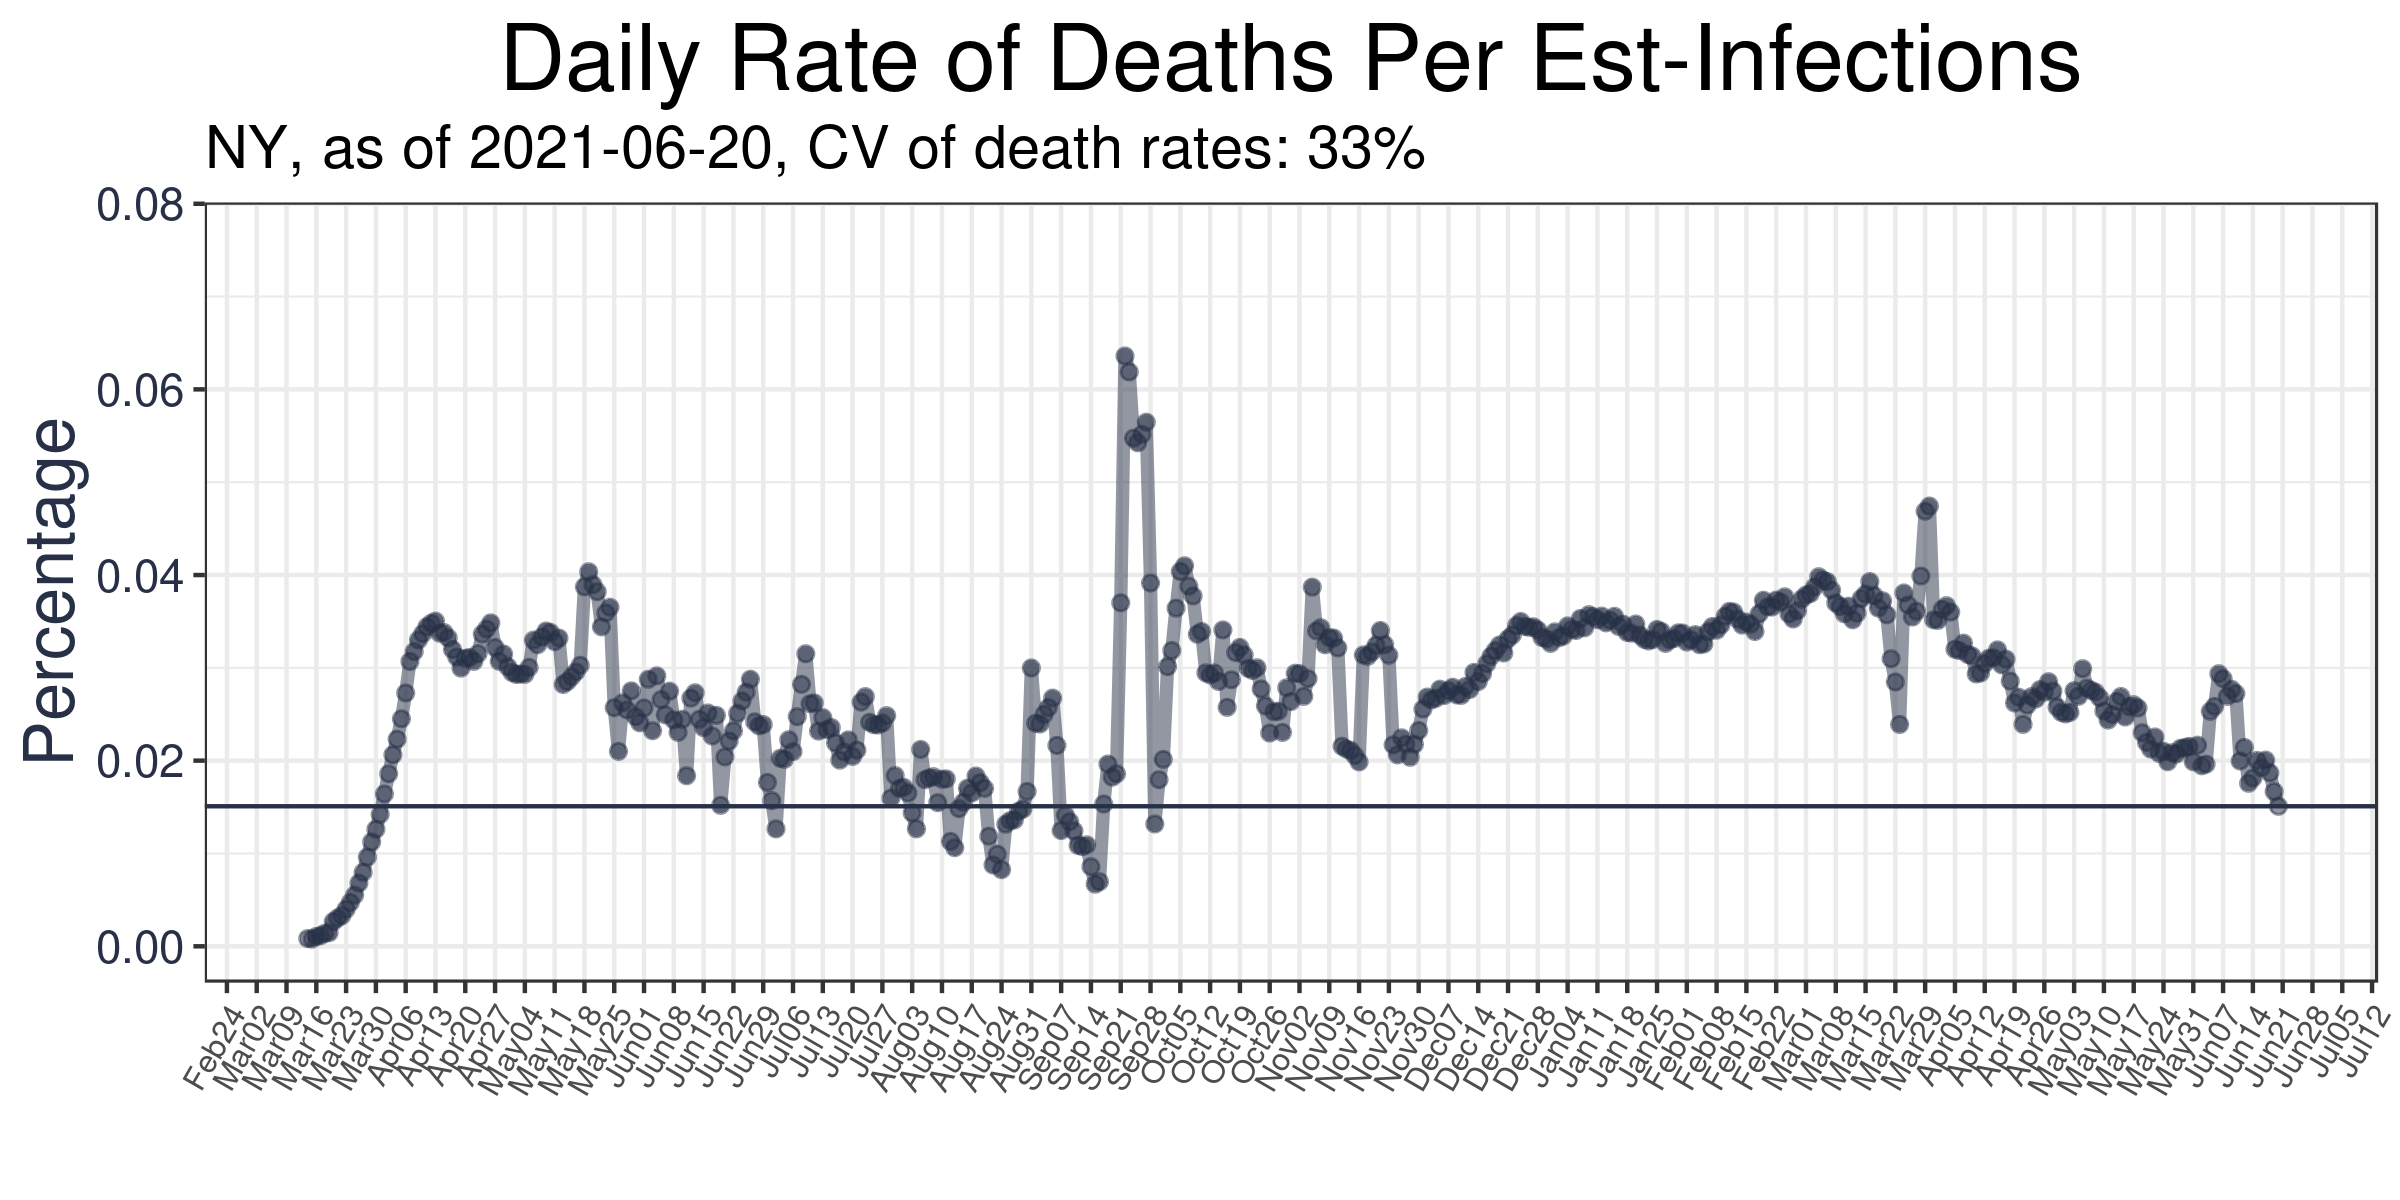 Daily Rate of Deaths Per Est-Infections
NY, as of 2021-06-20, CV of death rates: 33%
Percentage
0.08
0.06
0.04
0.02
0.00
Feb24
Mar02
Mar09
Mar16
Mar23
Mar30
Apr06
Apr13
Apr20
Apr27
May04
May11
May18
May25
Jun01
Jun08
Jun15
Jun22
Jun29
Jul06
Jul13
Jul20
Jul27
Aug03
Aug10
Aug17
Aug24
Aug31
Sep07
Sep14
Sep21
Sep28
Oct05
Oct12
Oct19
Oct26
Nov02
Nov09
Nov16
Nov23
Nov30
Dec07
Dec14
Dec21
Dec28
Jan04
Jan11
Jan18
Jan25
Feb01
Feb08
Feb15
Feb22
Mar01
Mar08
Mar15
Mar22
Mar29
Apr05
Apr12
Apr19
Apr26
May03
May10
May17
May24
May31
Jun07
Jun14
Jun21
Jun28
Jul05
Jul12